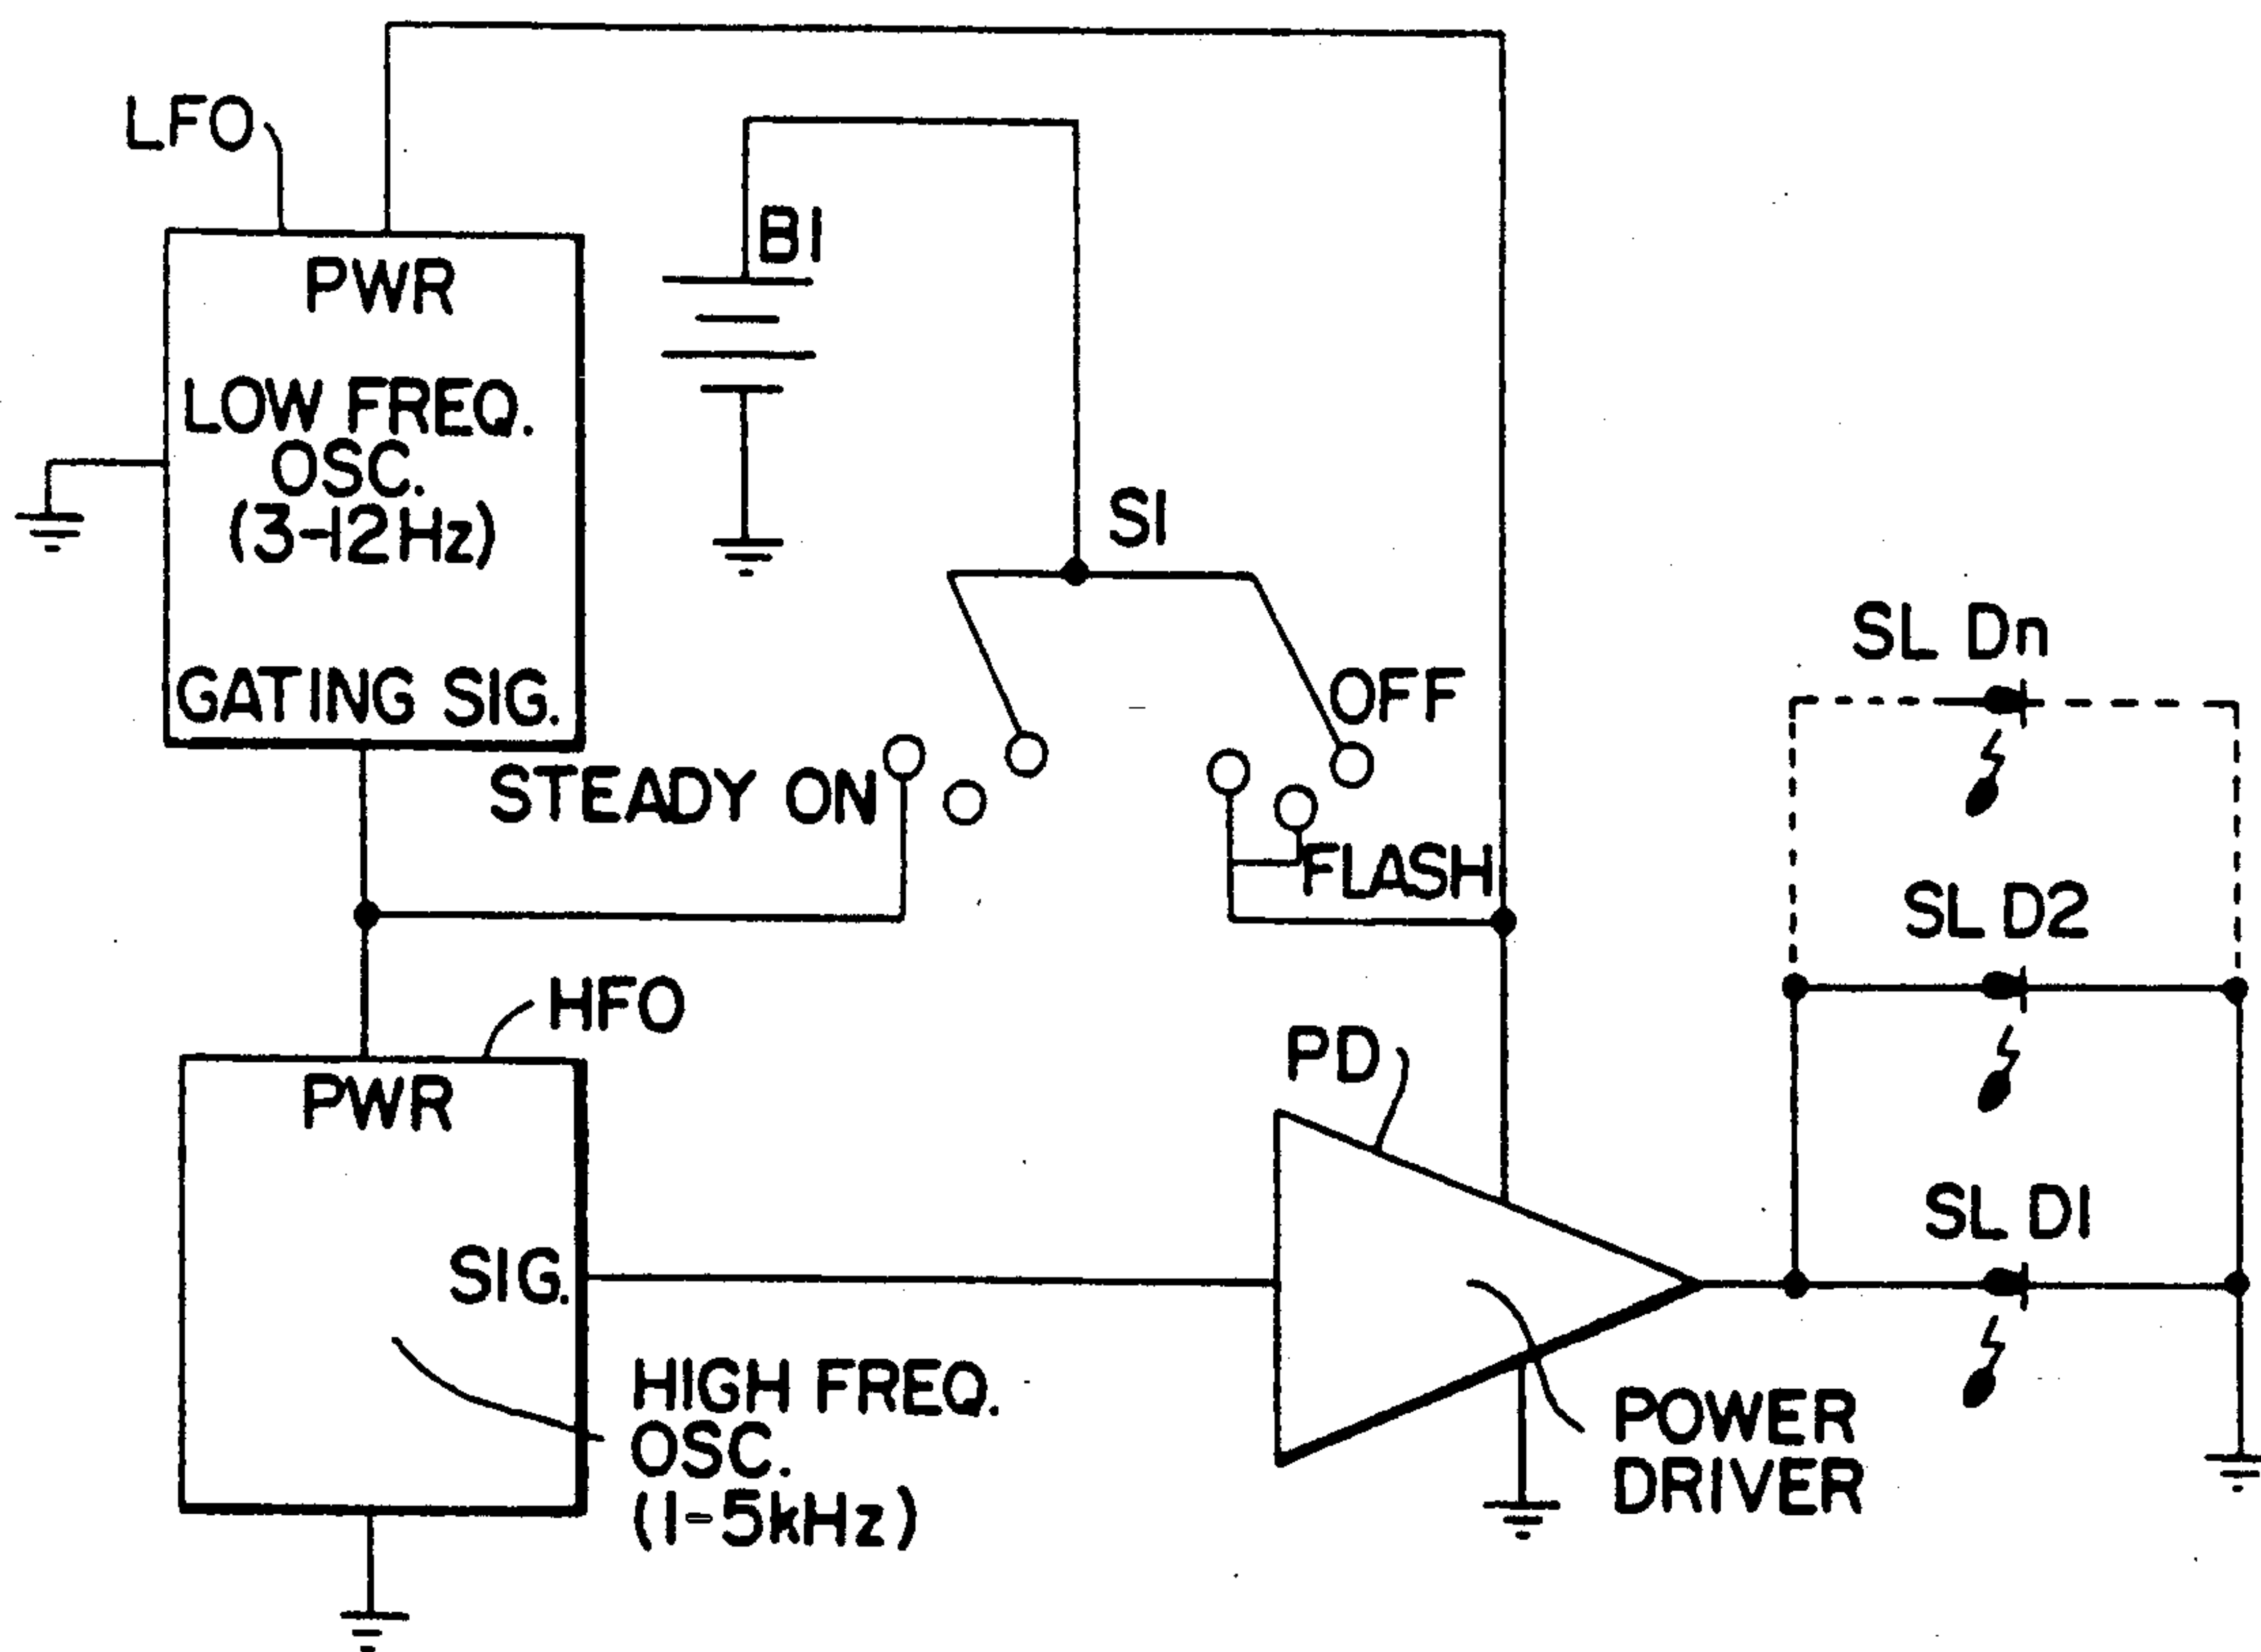 LFO
PWR
LOW FREQ.
OSC.
(3-12Hz)
GATING SIG.
B1
S1
OFF
STEADY ON
FLASH
HFO
PWR
SIG.
HIGH FREQ.
OSC.
(1-5kHz)
PD
POWER
DRIVER
SL Dn
SL D2
SL D1